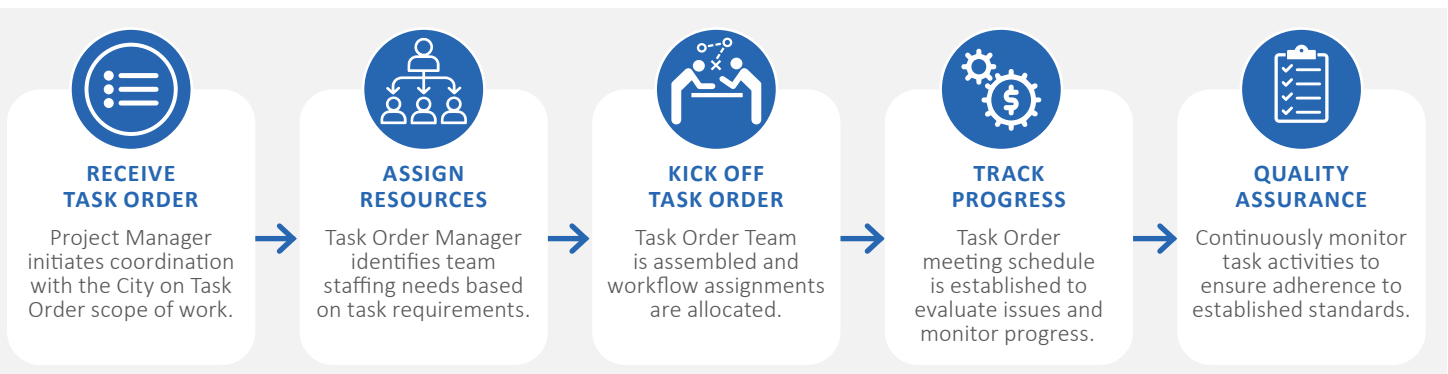 RECEIVE
TASK ORDER
Project Manager
initiates coordination
with the City on Task
Order scope of work.
ASSIGN
RESOURCES
Task Order Manager
identifies team
staffing needs based
on task requirements.
KICK OFF
TASK ORDER
Task Order Team
is assembled and
workflow assignments
are allocated.
TRACK
PROGRESS
Task Order
meeting schedule
is established to
evaluate issues and
monitor progress.
QUALITY
ASSURANCE
Continuously monitor
task activities to
ensure adherence to
established standards.